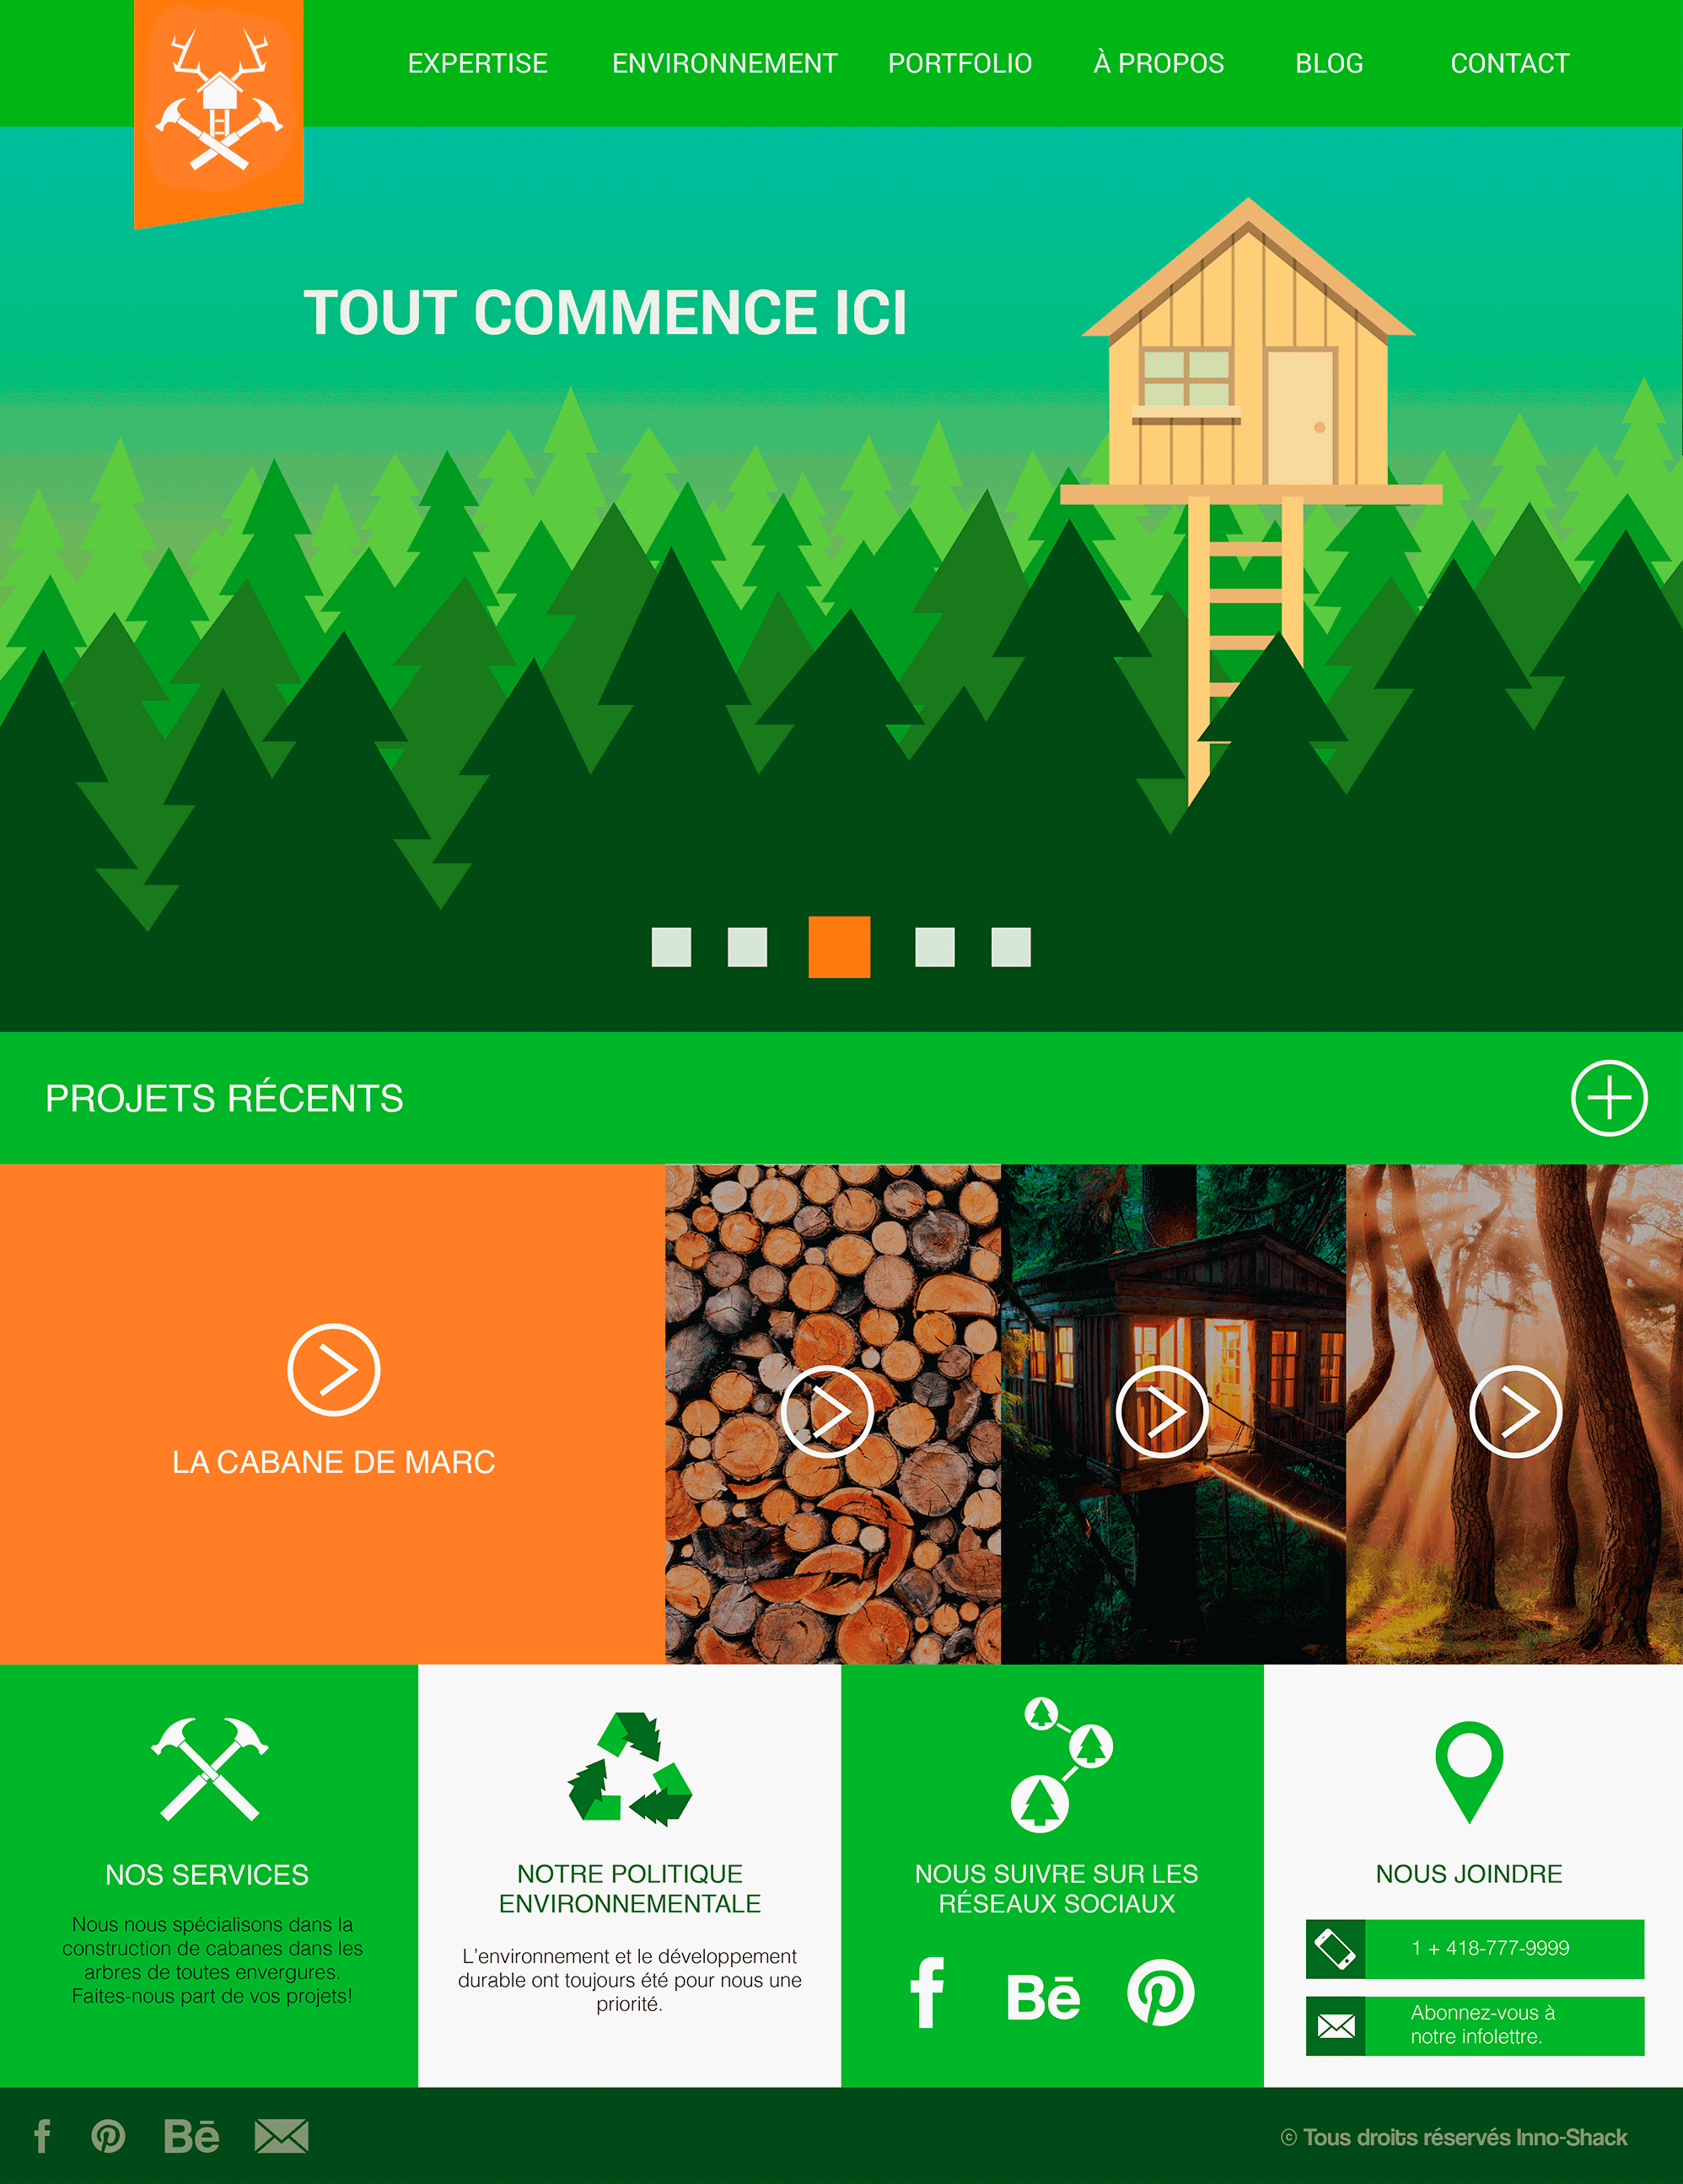 EXPERTISE ENVIRONNEMENT PORTFOLIO À PROPOS BLOG CONTACT
TOUT COMMENCE ICI
PROJETS RÉCENTS
LA CABANE DE MARC
NOS SERVICES
Nous nous spécialisons dans la
construction de cabanes dans les
arbres de toutes envergures.
Faites-nous part de vos projets!
NOTRE POLITIQUE
ENVIRONNEMENTALE
L'environnement et le développement
durable ont toujours été pour nous une
priorité.
NOUS SUIVRE SUR LES
RÉSEAUX SOCIAUX
f Bē
NOUS JOINDRE
1 + 418-777-9999
Abonnez-vous à
notre infolettre.
f Bē
© Tous droits réservés Inno-Shack